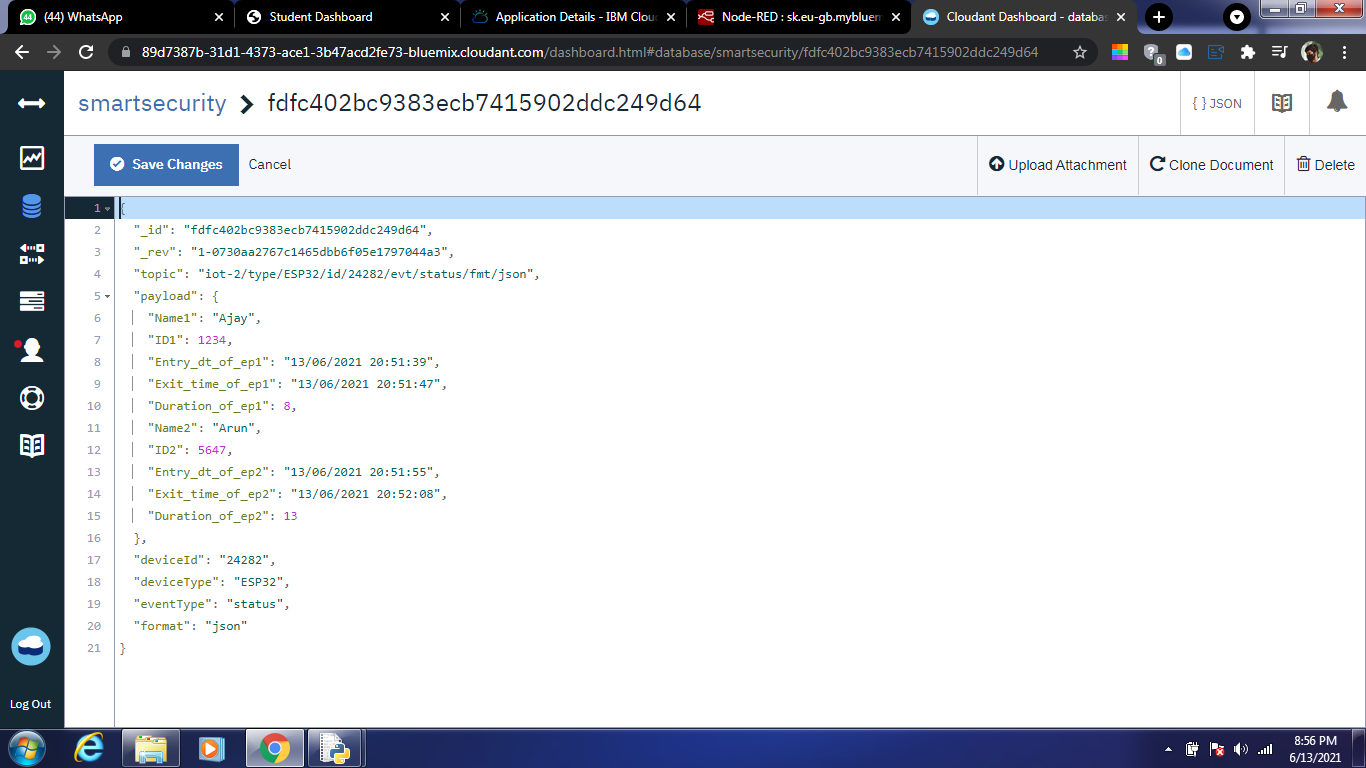 (44) WhatsApp
Student Dashboard
Application Details - IBM Clou
Node-RED : sk.eu-gb.mybluem
Cloudant Dashboard - databa
89d7387b-31d1-4373-ace1-3b47acd2fe73-bluemix.cloudant.com/dashboard.html#database/smartsecurity/fdfc402bc9383ecb7415902ddc249d64
0
smartsecurity > fdfc402bc9383ecb7415902ddc249d64
{ } JSON
Save Changes Cancel
Upload Attachment
Clone Document
Delete
1 {
2 "_id": "fdfc402bc9383ecb7415902ddc249d64",
3 "_rev": "1-0730aa2767c1465dbb6f05e1797044a3",
4 "topic": "iot-2/type/ESP32/id/24282/evt/status/fmt/json",
5 "payload": {
6 "Name1": "Ajay",
7 "ID1": 1234,
8 "Entry_dt_of_ep1": "13/06/2021 20:51:39",
9 "Exit_time_of_ep1": "13/06/2021 20:51:47",
10 "Duration_of_ep1": 8,
11 "Name2": "Arun",
12 "ID2": 5647,
13 "Entry_dt_of_ep2": "13/06/2021 20:51:55",
14 "Exit_time_of_ep2": "13/06/2021 20:52:08",
15 "Duration_of_ep2": 13
16 },
17 "deviceId": "24282",
18 "deviceType": "ESP32",
19 "eventType": "status",
20 "format": "json"
21 }
Log Out
8:56 PM
6/13/2021